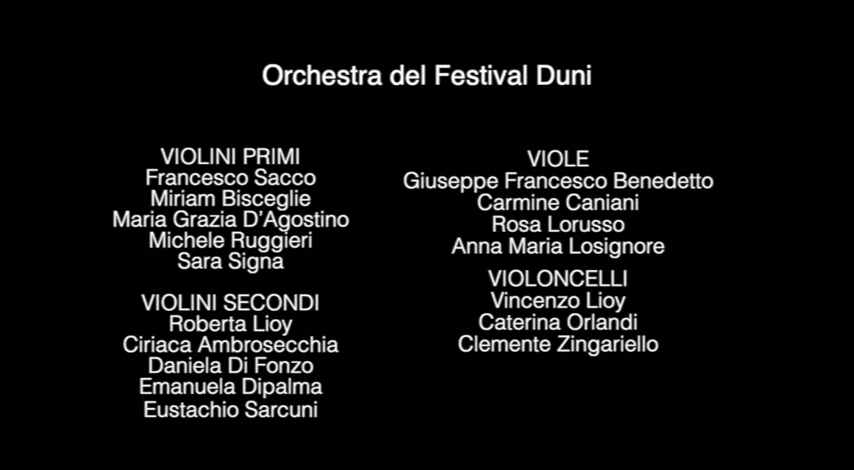 Orchestra del Festival Duni
VIOLINI PRIMI
Francesco Sacco
Miriam Bisceglie
Maria Grazia D'Agostino
Michele Ruggieri
Sara Signa
VIOLINI SECONDI
Roberta Lioy
Ciriaca Ambrosecchia
Daniela Di Fonzo
Emanuela Dipalma
Eustachio Sarcuni
VIOLE
Giuseppe Francesco Benedetto
Carmine Caniani
Rosa Lorusso
Anna Maria Losignore
VIOLONCELLI
Vincenzo Lioy
Caterina Orlandi
Clemente Zingariello